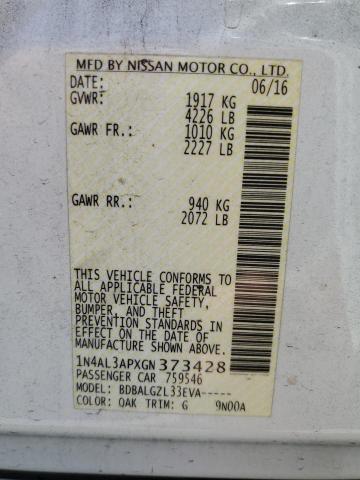 MFD BY NISSAN MOTOR CO., LTD.
DATE: 06/16
GVWR: 1917 KG
4226 LB
GAWR FR.: 1010 KG
2227 LB
GAWR RR.: 940 KG
2072 LB
THIS VEHICLE CONFORMS TO
ALL APPLICABLE FEDERAL
MOTOR VEHICLE SAFETY,
BUMPER, AND THEFT
PREVENTION STANDARDS
IN EFFECT ON THE DATE OF
MANUFACTURE SHOWN ABOVE.
1N4AL3APXGN373428
PASSENGER CAR 759546
MODEL: BDBALGZL33EVA-----
COLOR: QAK TRIM: G 9N00A